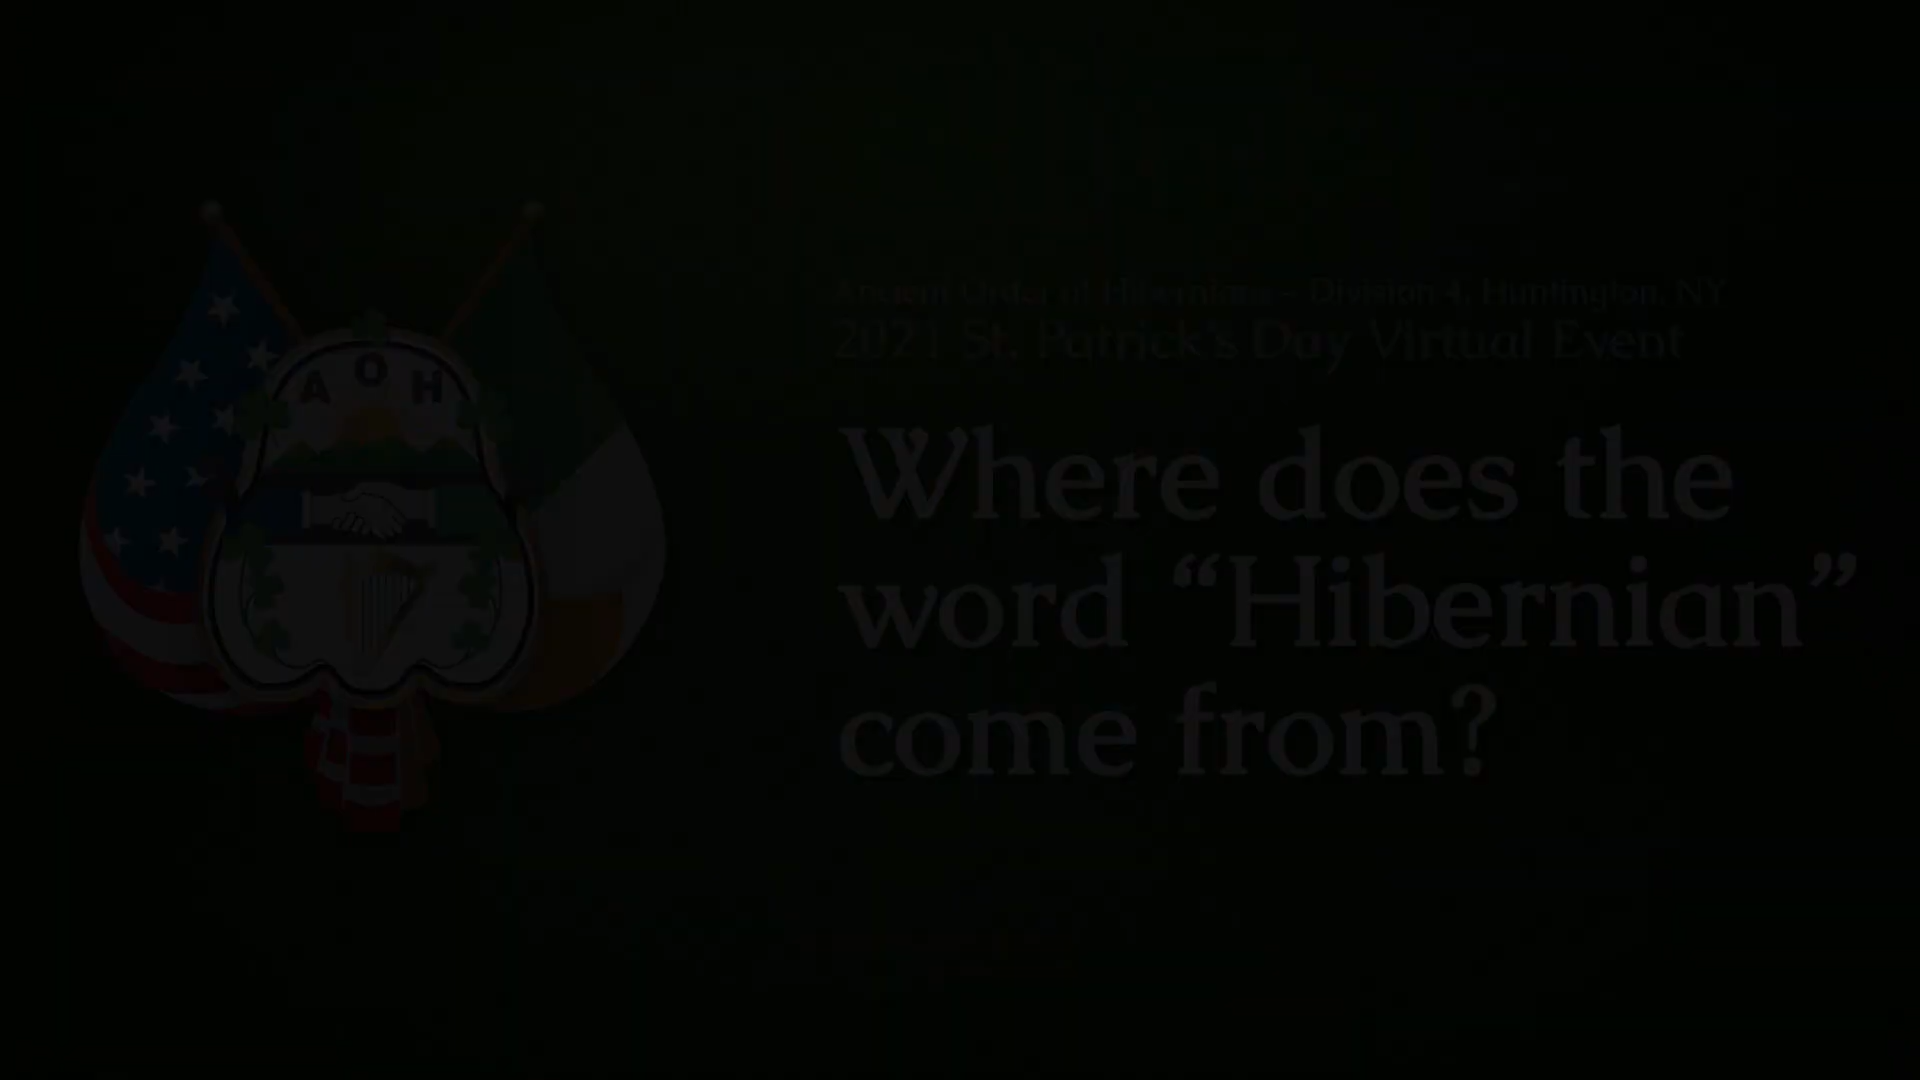 A O H
Ancient Order of Hibernians – Division 4, Huntington, NY
2021 St. Patrick's Day Virtual Event
Where does the
word “Hibernian”
come from?